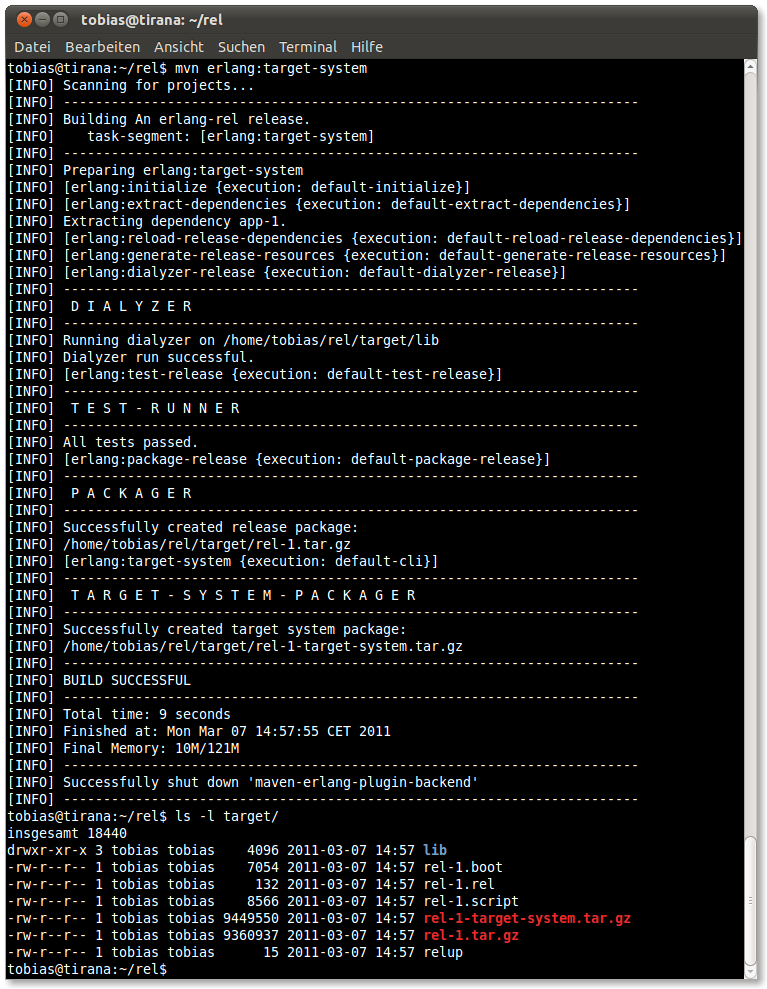 tobias@tirana: ~/rel
Datei Bearbeiten Ansicht Suchen Terminal Hilfe
tobias@tirana:~/rel$ mvn erlang:target-system
[INFO] Scanning for projects...
[INFO] -------------------------------------------------------------------------
[INFO] Building An erlang-rel release.
[INFO]    task-segment: [erlang:target-system]
[INFO] -------------------------------------------------------------------------
[INFO] Preparing erlang:target-system
[INFO] [erlang:initialize {execution: default-initialize}]
[INFO] [erlang:extract-dependencies {execution: default-extract-dependencies}]
[INFO] Extracting dependency app-1.
[INFO] [erlang:reload-release-dependencies {execution: default-reload-release-dependencies}]
[INFO] [erlang:generate-release-resources {execution: default-generate-release-resources}]
[INFO] [erlang:dialyzer-release {execution: default-dialyzer-release}]
[INFO] -------------------------------------------------------------------------
[INFO]  D I A L Y Z E R
[INFO] -------------------------------------------------------------------------
[INFO] Running dialyzer on /home/tobias/rel/target/lib
[INFO] Dialyzer run successful.
[INFO] [erlang:test-release {execution: default-test-release}]
[INFO] -------------------------------------------------------------------------
[INFO]  T E S T - R U N N E R
[INFO] -------------------------------------------------------------------------
[INFO] All tests passed.
[INFO] [erlang:package-release {execution: default-package-release}]
[INFO] -------------------------------------------------------------------------
[INFO]  P A C K A G E R
[INFO] -------------------------------------------------------------------------
[INFO] Successfully created release package:
[INFO] /home/tobias/rel/target/rel-1.tar.gz
[INFO] [erlang:target-system {execution: default-cli}]
[INFO] -------------------------------------------------------------------------
[INFO]  T A R G E T - S Y S T E M - P A C K A G E R
[INFO] -------------------------------------------------------------------------
[INFO] Successfully created target system package:
[INFO] /home/tobias/rel/target/rel-1-target-system.tar.gz
[INFO] -------------------------------------------------------------------------
[INFO] BUILD SUCCESSFUL
[INFO] -------------------------------------------------------------------------
[INFO] Total time: 9 seconds
[INFO] Finished at: Mon Mar 07 14:57:55 CET 2011
[INFO] Final Memory: 10M/121M
[INFO] -------------------------------------------------------------------------
[INFO] Successfully shut down 'maven-erlang-plugin-backend'
[INFO] -------------------------------------------------------------------------
tobias@tirana:~/rel$ ls -l target/
insgesamt 18440
drwxr-xr-x 3 tobias tobias    4096 2011-03-07 14:57 lib
-rw-r--r-- 1 tobias tobias    7054 2011-03-07 14:57 rel-1.boot
-rw-r--r-- 1 tobias tobias     132 2011-03-07 14:57 rel-1.rel
-rw-r--r-- 1 tobias tobias    8566 2011-03-07 14:57 rel-1.script
-rw-r--r-- 1 tobias tobias 9449550 2011-03-07 14:57 rel-1-target-system.tar.gz
-rw-r--r-- 1 tobias tobias 9360937 2011-03-07 14:57 rel-1.tar.gz
-rw-r--r-- 1 tobias tobias      15 2011-03-07 14:57 relup
tobias@tirana:~/rel$